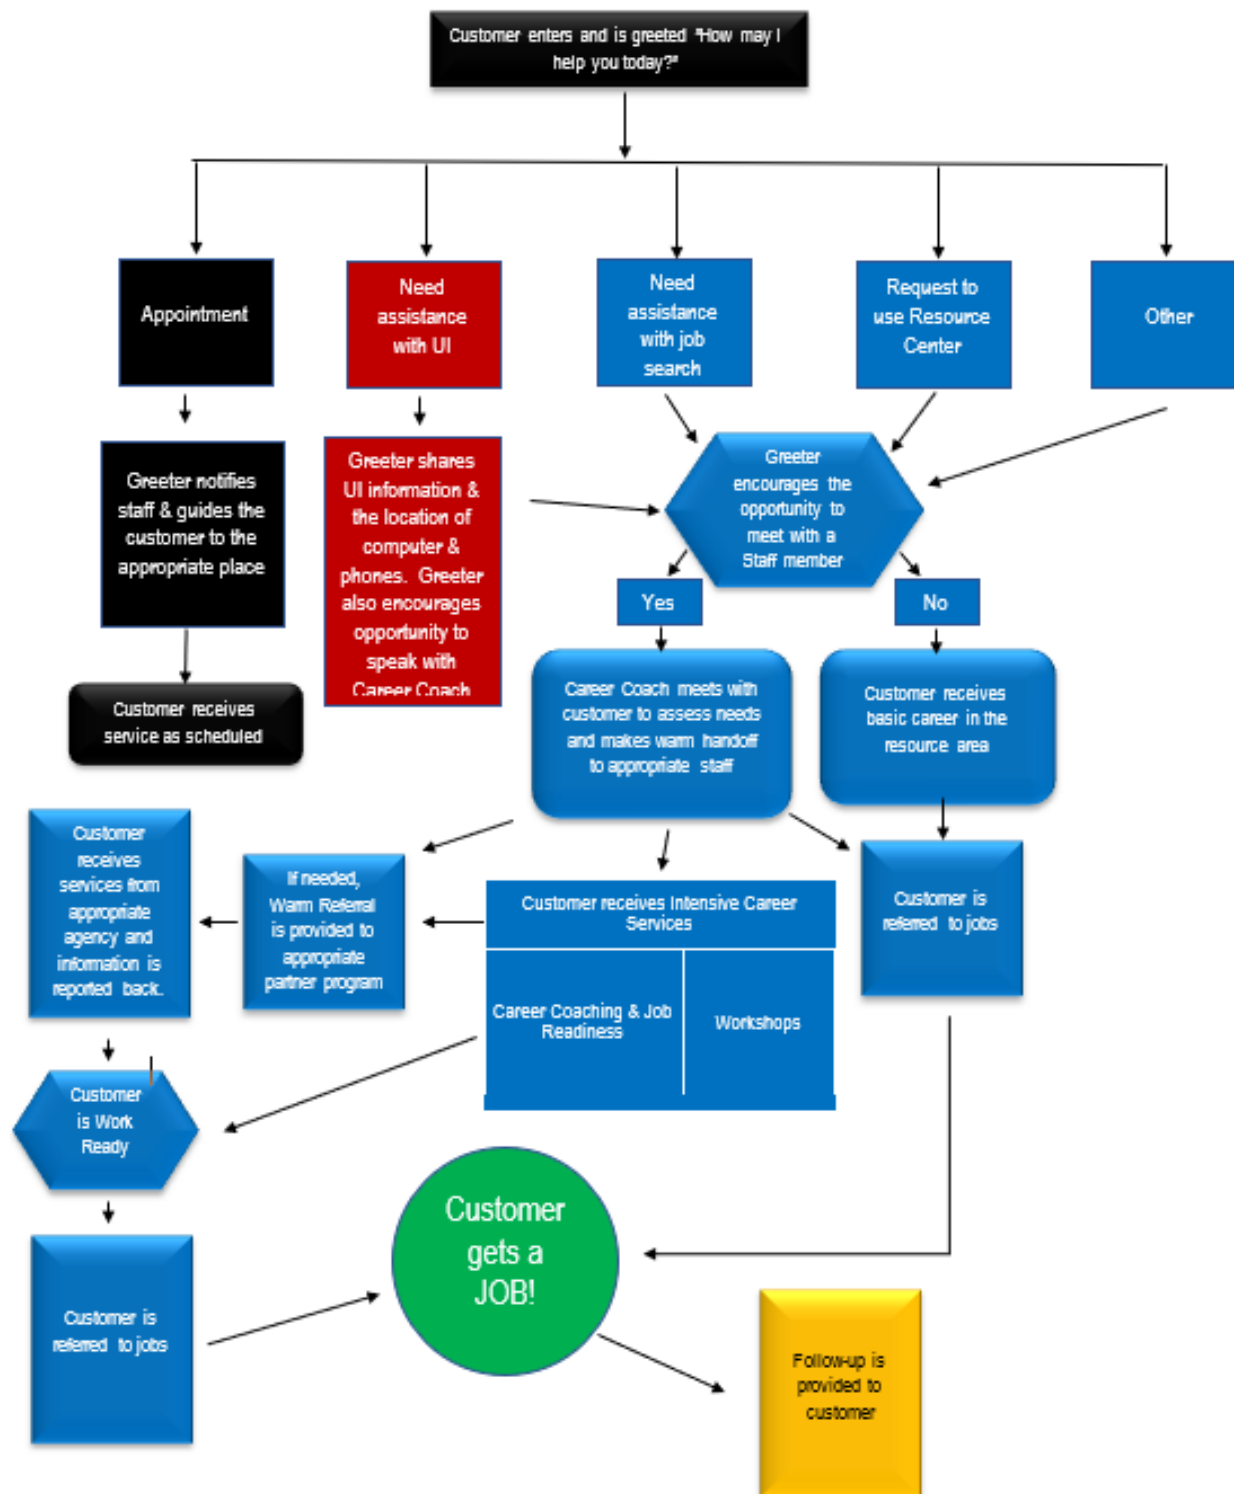 Customer enters and is greeted "How may I
help you today?"
Appointment
Need
assistance
with UI
Need
assistance
with job
search
Request to
use Resource
Center
Other
Greeter notifies
staff & guides the
customer to the
appropriate place
Greeter shares
UI information &
the location of
computer &
phones. Greeter
also encourages
opportunity to
speak with
Career Coach
Greeter
encourages the
opportunity to
meet with a
Staff member
Yes
No
Customer receives
service as scheduled
Career Coach meets with
customer to assess needs
and makes warm handoff
to appropriate staff
Customer receives
basic career in the
resource area
Customer
receives
services from
appropriate
agency and
information is
reported back.
If needed,
Warm Referral
is provided to
appropriate
partner program
Customer receives Intensive Career
Services
Career Coaching & Job
Readiness
Workshops
Customer is
referred to jobs
Customer
is Work
Ready
Customer
gets a
JOB!
Customer is
referred to jobs
Follow-up is
provided to
customer